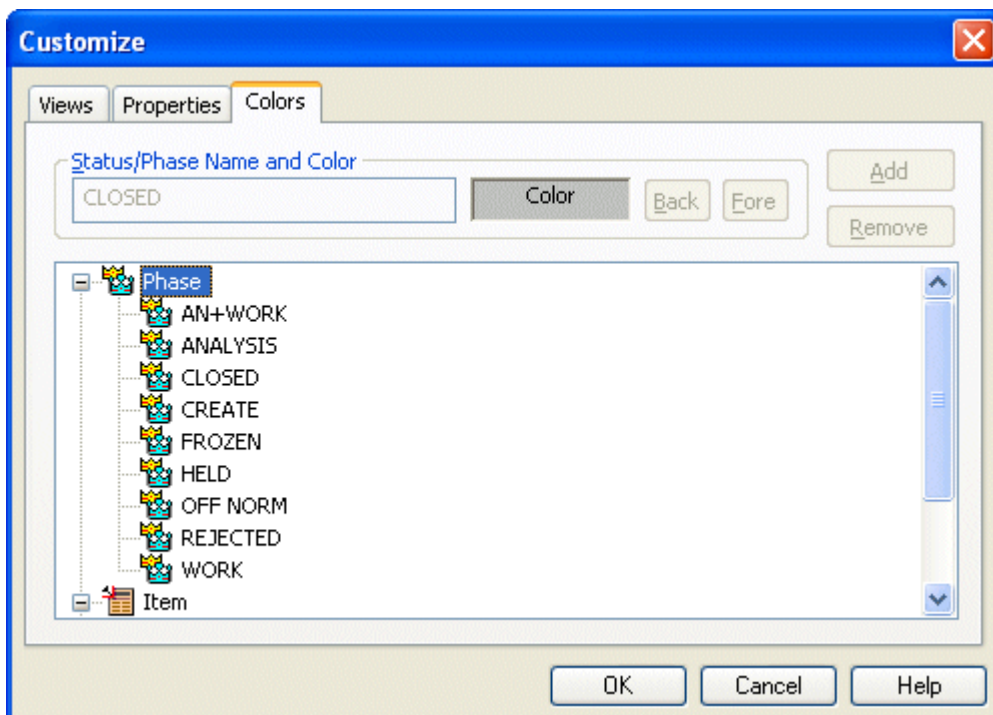 Customize
Views Properties Colors
Status/Phase Name and Color
CLOSED Color Back Fore Add
Remove
Phase
AN+WORK
ANALYSIS
CLOSED
CREATE
FROZEN
HELD
OFF NORM
REJECTED
WORK
Item
OK Cancel Help